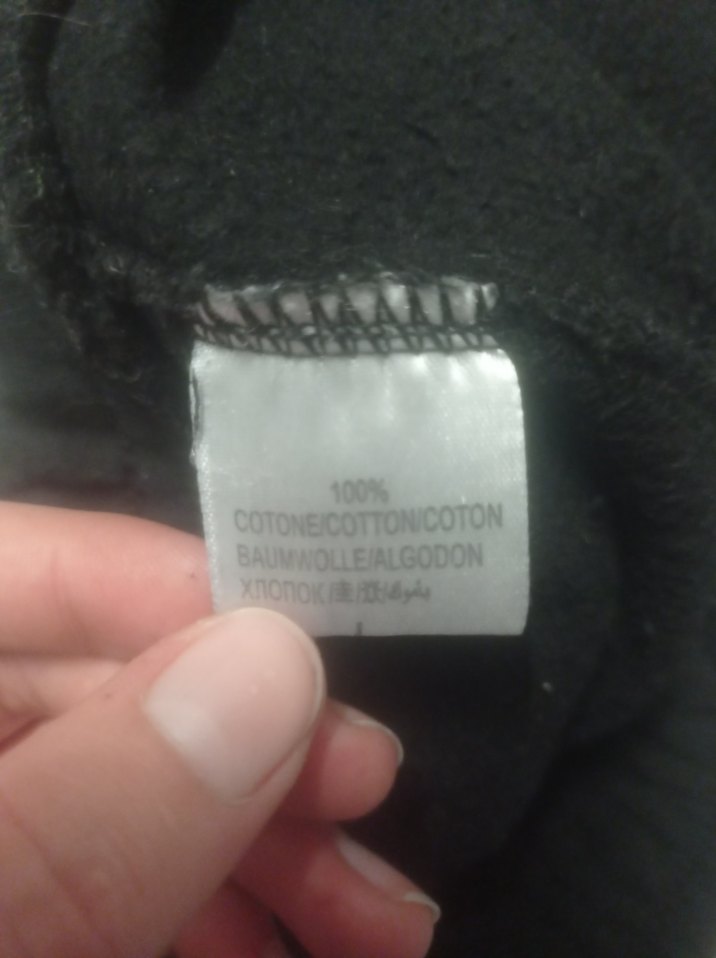 100%
COTONE/COTTON/COTON
BAUMWOLLE/ALGODON
ХЛОПОК/